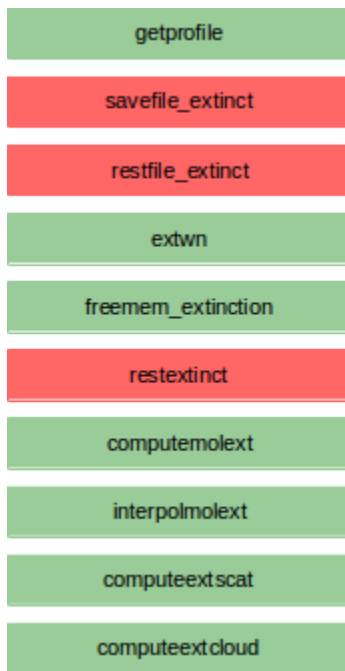 getprofile
savefile_extinct
restfile_extinct
extwn
freemem_extinction
restextinct
computemolext
interpolmolext
computeextscat
computeextcloud